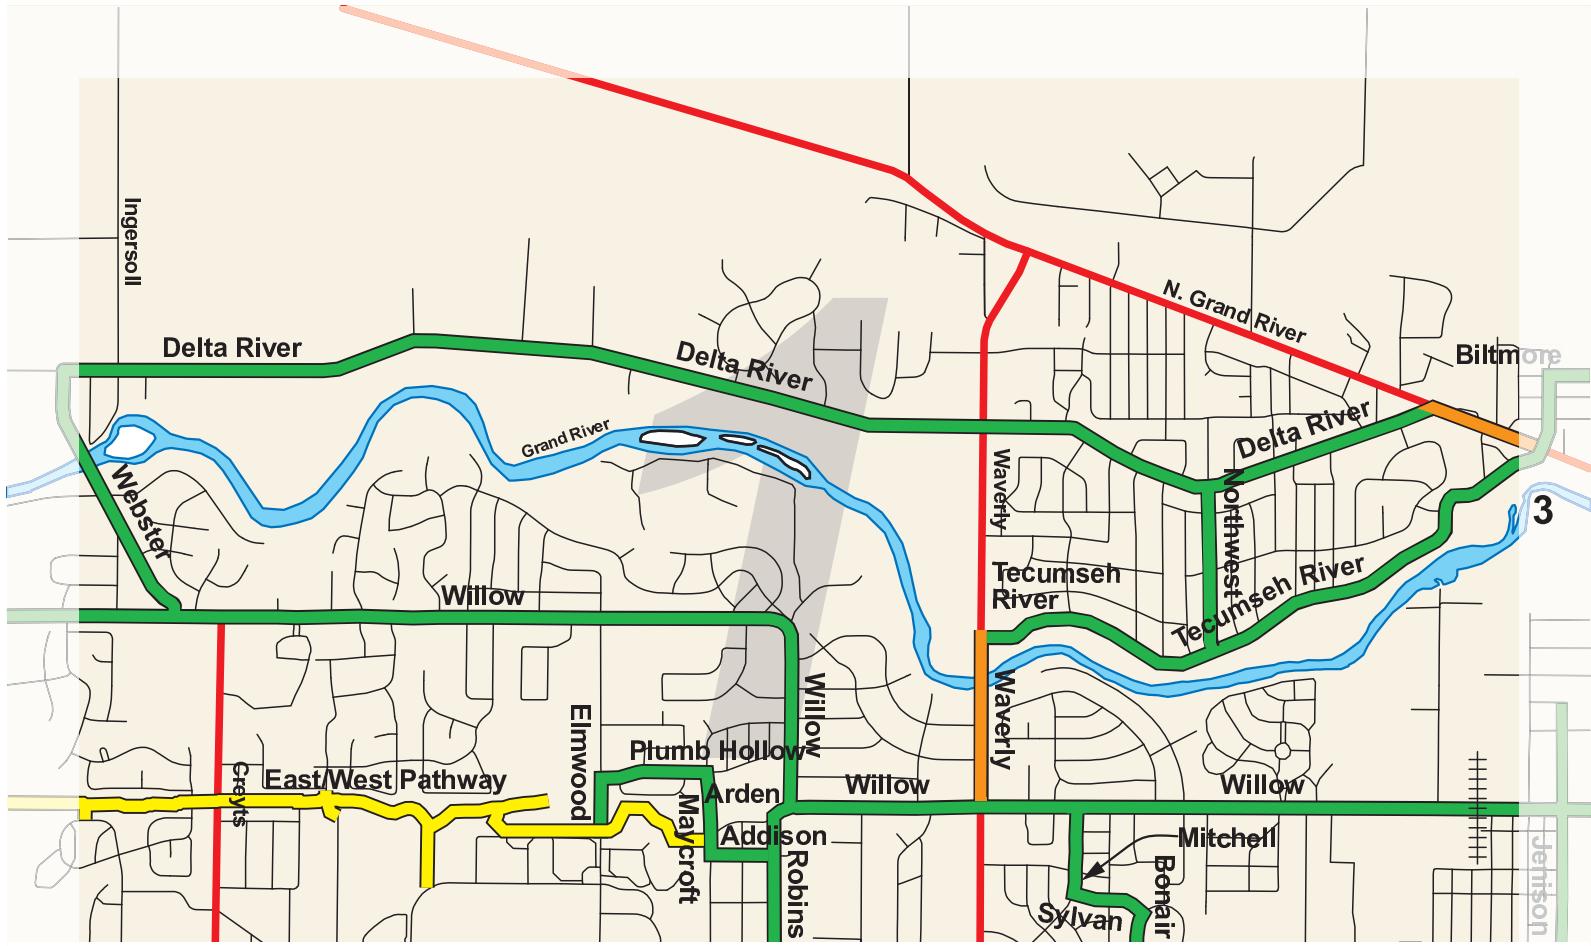 Ingersoll
N. Grand River
Delta River
Delta River
Biltmore
Delta River
Grand River
Webster
Waverly
Northwest
3
1
Tecumseh
River
Tecumseh River
Willow
Willow
Waverly
Elmwood
Plumb Hollow
Creyts
East/West Pathway
Arden
Willow
Willow
Maycroft
Addison
Mitchell
Robins
Bonair
Sylvan
Jenison